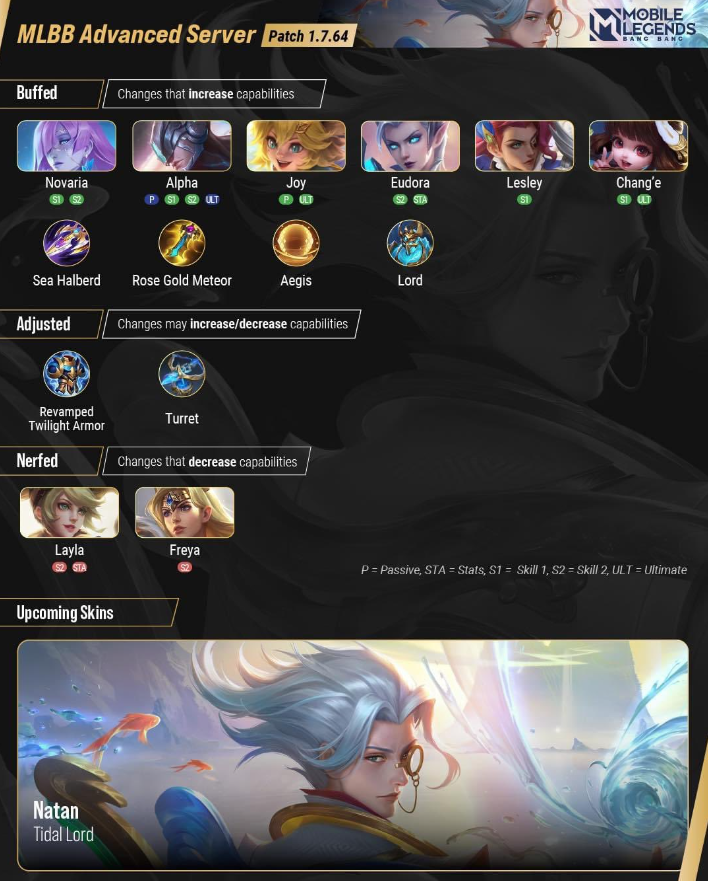 MLBB Advanced Server Patch 1.7.64
MOBILE
LEGENDS
BANG BANG
Buffed Changes that increase capabilities
Novaria Alpha Joy Eudora Lesley Chang'e
S1 S2 P S1 S2 ULT P ULT S2 STA S1 S1 ULT
Sea Halberd Rose Gold Meteor Aegis Lord
Adjusted Changes may increase/decrease capabilities
Revamped
Twilight Armor Turret
Nerfed Changes that decrease capabilities
Layla Freya
S2 STA S2
P = Passive, STA = Stats, S1 = Skill 1, S2 = Skill 2, ULT = Ultimate
Upcoming Skins
Natan
Tidal Lord